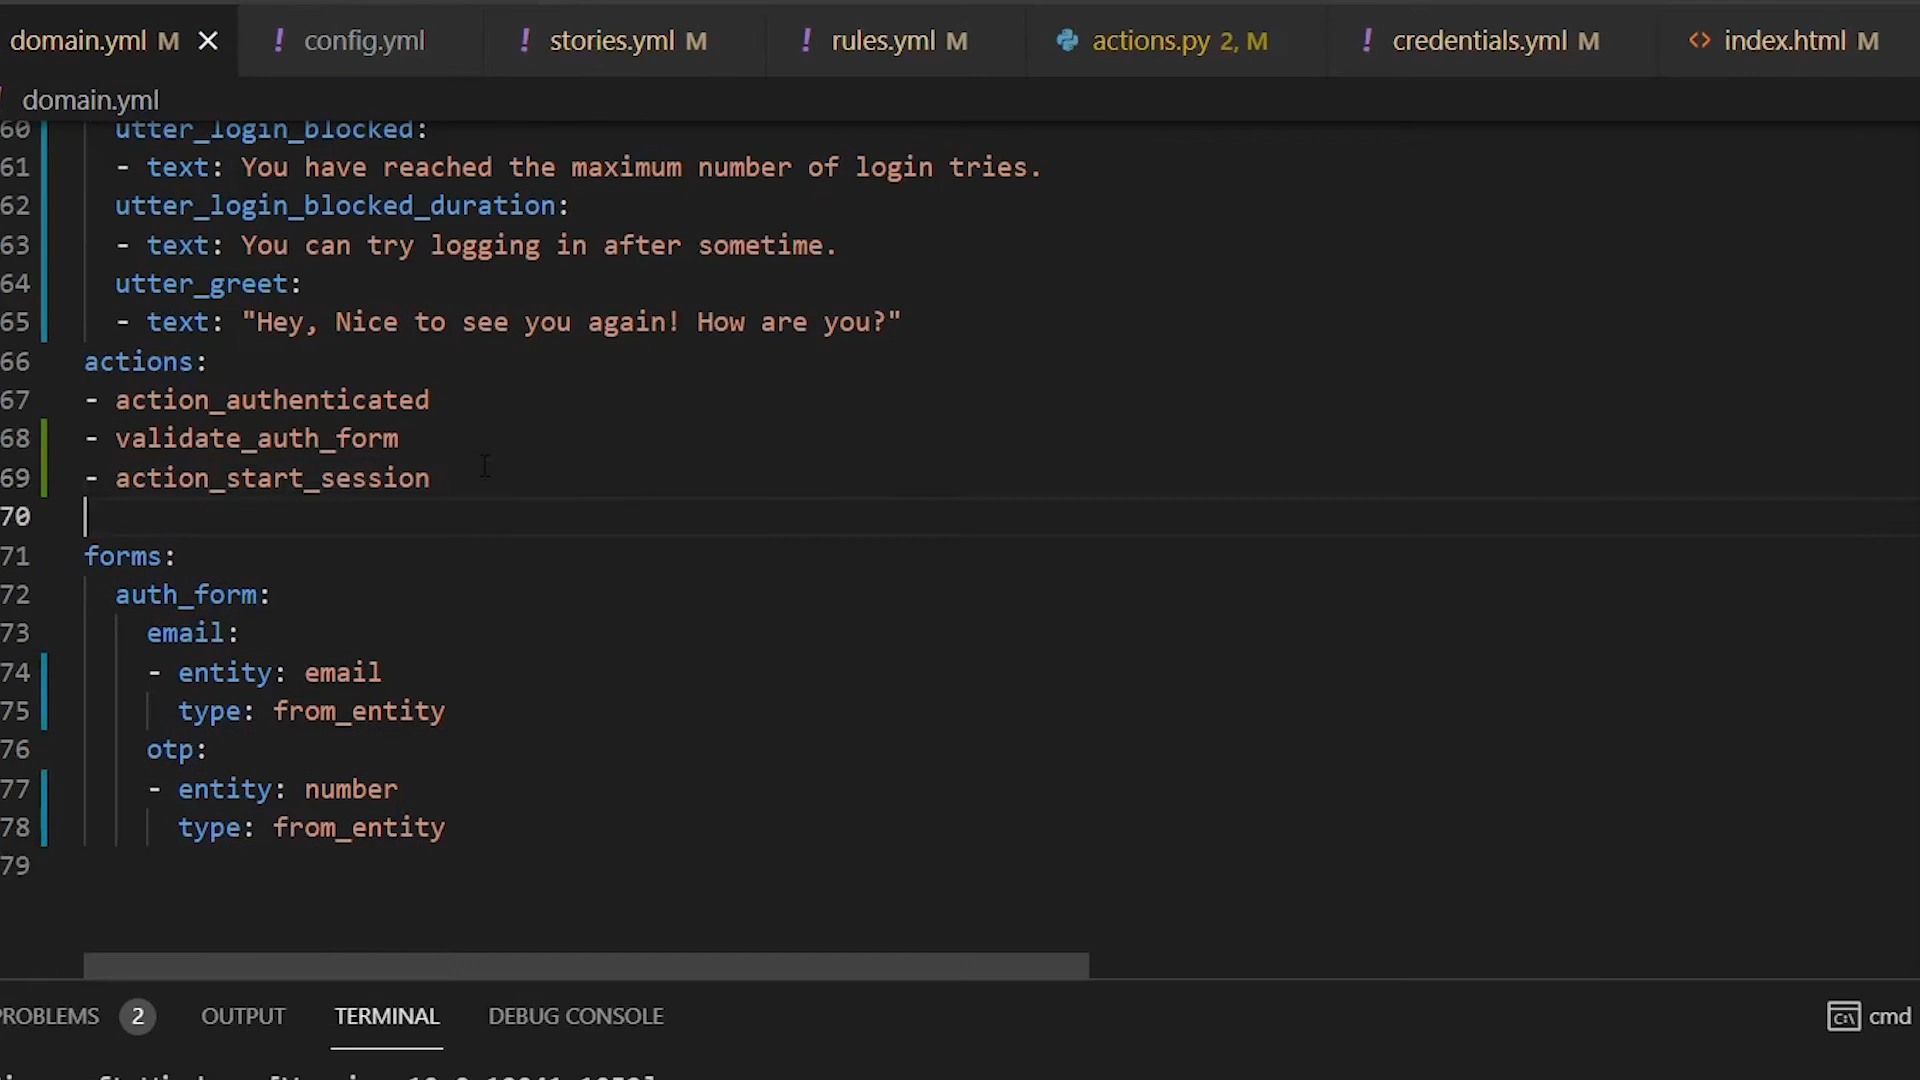 domain.yml M ! config.yml ! stories.yml M ! rules.yml M actions.py 2, M ! credentials.yml M <> index.html M
domain.yml
60 utter_login_blocked:
61 - text: You have reached the maximum number of login tries.
62 utter_login_blocked_duration:
63 - text: You can try logging in after sometime.
64 utter_greet:
65 - text: "Hey, Nice to see you again! How are you?"
66 actions:
67 - action_authenticated
68 - validate_auth_form
69 - action_start_session
70
71 forms:
72 auth_form:
73 email:
74 - entity: email
75 type: from_entity
76 otp:
77 - entity: number
78 type: from_entity
79
PROBLEMS 2 OUTPUT TERMINAL DEBUG CONSOLE cmd